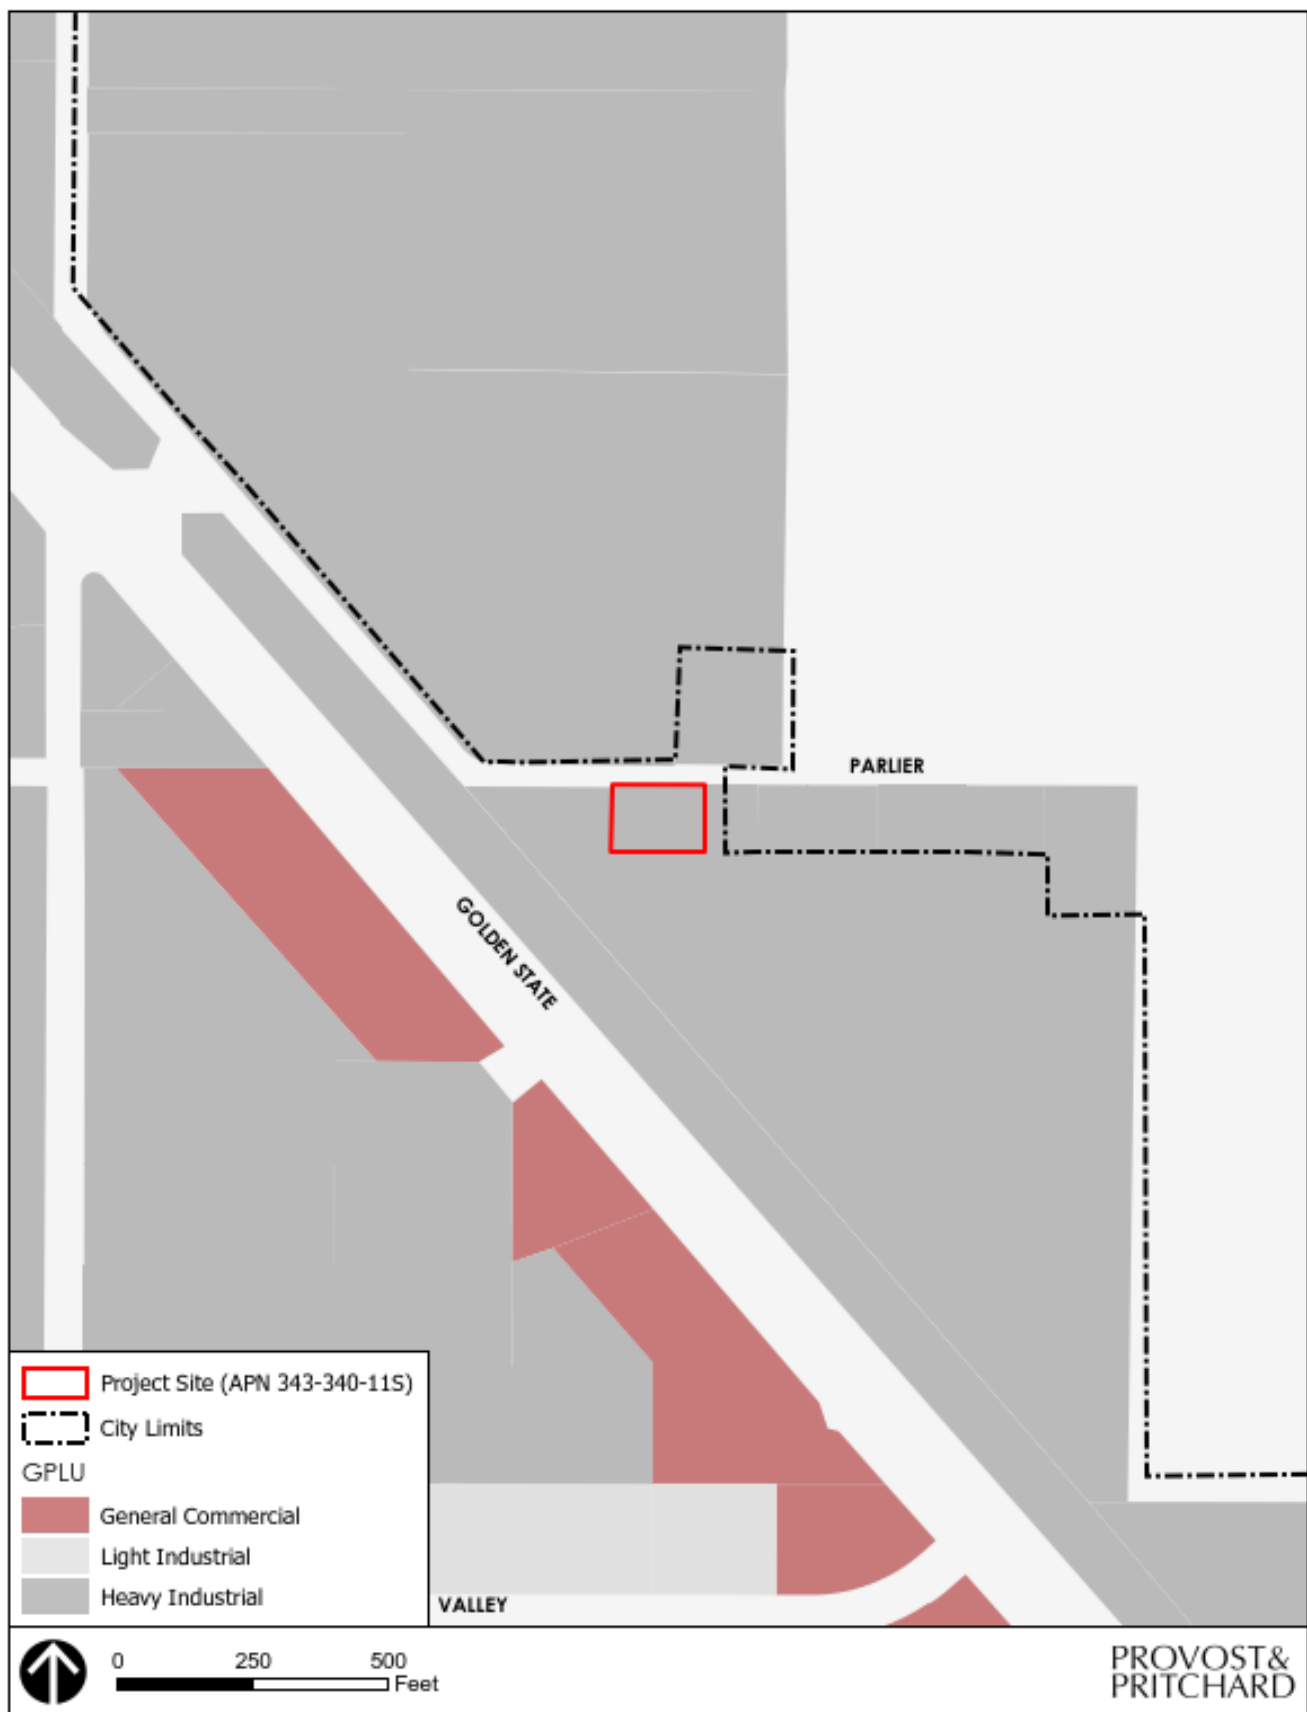 PARLIER
GOLDEN STATE
Project Site (APN 343-340-11S)
City Limits
GPLU
General Commercial
Light Industrial
Heavy Industrial
VALLEY
0 250 500
Feet
PROVOST&
PRITCHARD